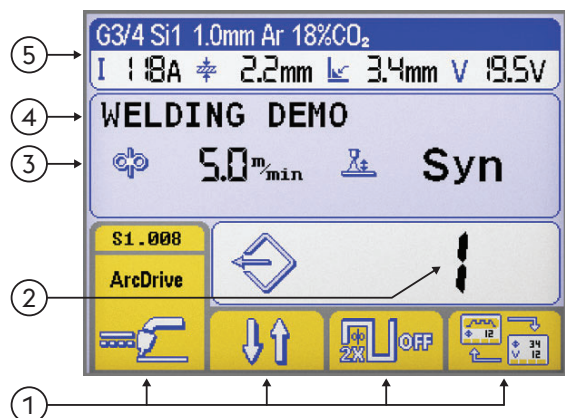 G3/4 Si1 1.0mm Ar 18%CO₂
5
I 118A 2.2mm 3.4mm V 19.5V
4
WELDING DEMO
3
5.0 m/min Syn
S1.008
ArcDrive
2
1
2X OFF
Φ 12
Φ 34
V 12
1